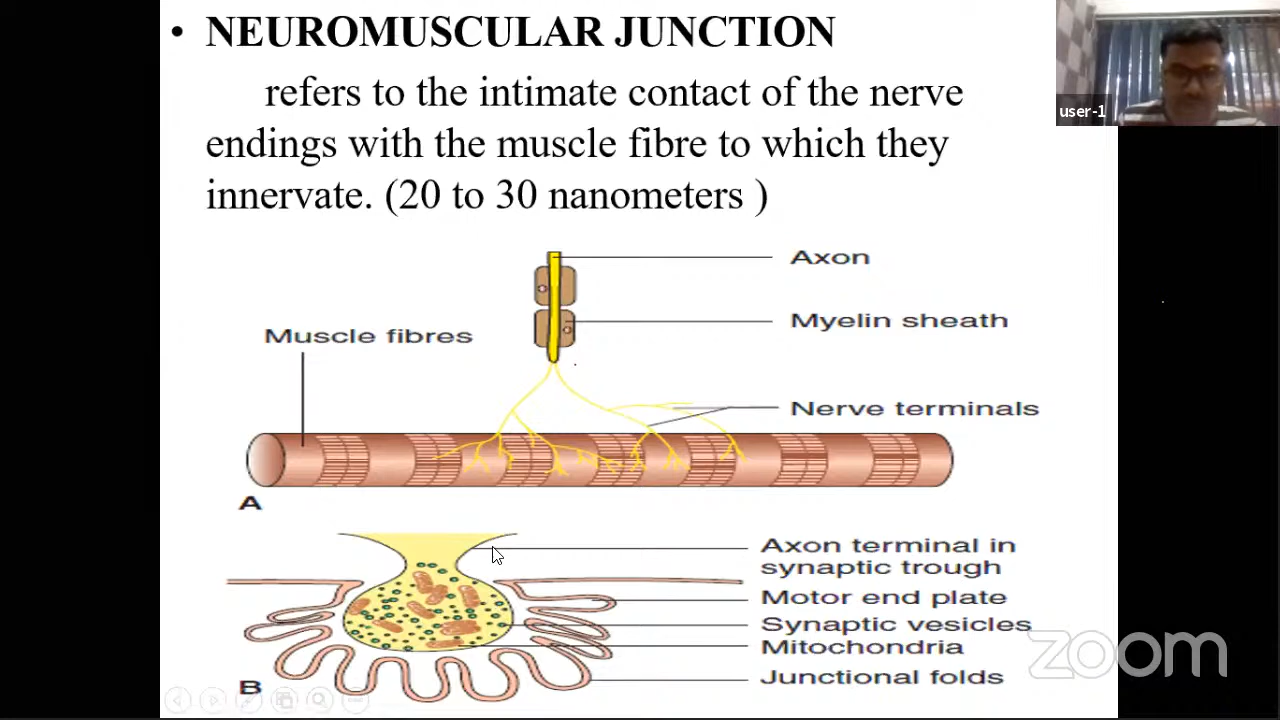 • NEUROMUSCULAR JUNCTION
refers to the intimate contact of the nerve
endings with the muscle fibre to which they
innervate. (20 to 30 nanometers )
user-1
Axon
Myelin sheath
Muscle fibres
Nerve terminals
A
Axon terminal in
synaptic trough
Motor end plate
Synaptic vesicles
Mitochondria
Junctional folds
B
zoom